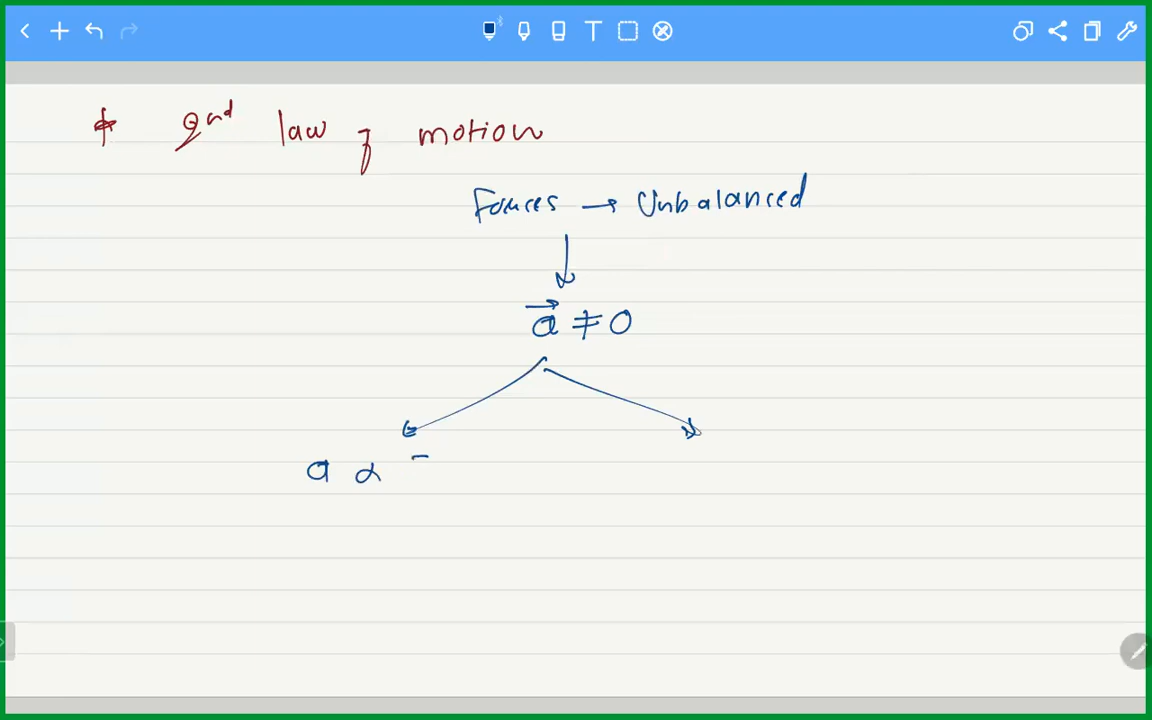 * 2nd law of motion
Forces → Unbalanced
↓
a⃗ ≠ 0
a ∝